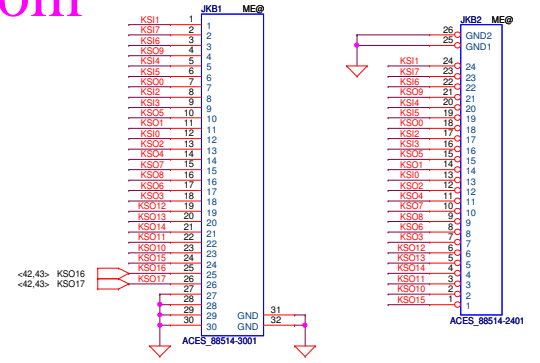 om
JKB1 ME@
KSI1 1 1
KSI7 2 2
KSI6 3 3
KSO9 4 4
KSI4 5 5
KSI5 6 6
KSO0 7 7
KSI2 8 8
KSI3 9 9
KSO5 10 10
KSO1 11 11
KSI0 12 12
KSO2 13 13
KSO4 14 14
KSO7 15 15
KSO8 16 16
KSO6 17 17
KSO3 18 18
KSO12 19 19
KSO13 20 20
KSO14 21 21
KSO11 22 22
KSO10 23 23
KSO15 24 24
<42,43> KSO16 KSO16 25 25
<42,43> KSO17 KSO17 26 26
27 27
28 28
29 29 GND 31
30 30 GND 32
ACES_88514-3001
JKB2 ME@
26 GND2
25 GND1
KSI1 24 24
KSI7 23 23
KSI6 22 22
KSO9 21 21
KSI4 20 20
KSI5 19 19
KSO0 18 18
KSI2 17 17
KSI3 16 16
KSO5 15 15
KSO1 14 14
KSI0 13 13
KSO2 12 12
KSO4 11 11
KSO7 10 10
KSO8 9 9
KSO6 8 8
KSO3 7 7
KSO12 6 6
KSO13 5 5
KSO14 4 4
KSO11 3 3
KSO10 2 2
KSO15 1 1
ACES_88514-2401